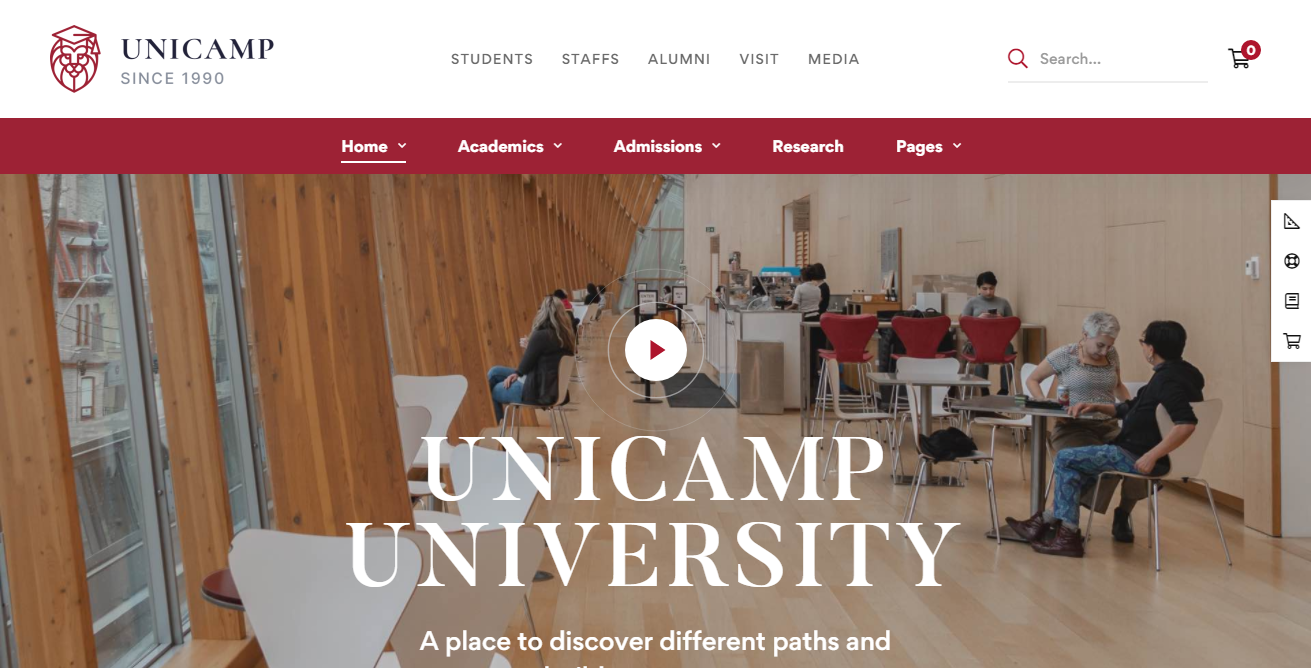 UNICAMP
SINCE 1990
STUDENTS STAFFS ALUMNI VISIT MEDIA
Search...
0
Home Academics Admissions Research Pages
UNICAMP
UNIVERSITY
A place to discover different paths and